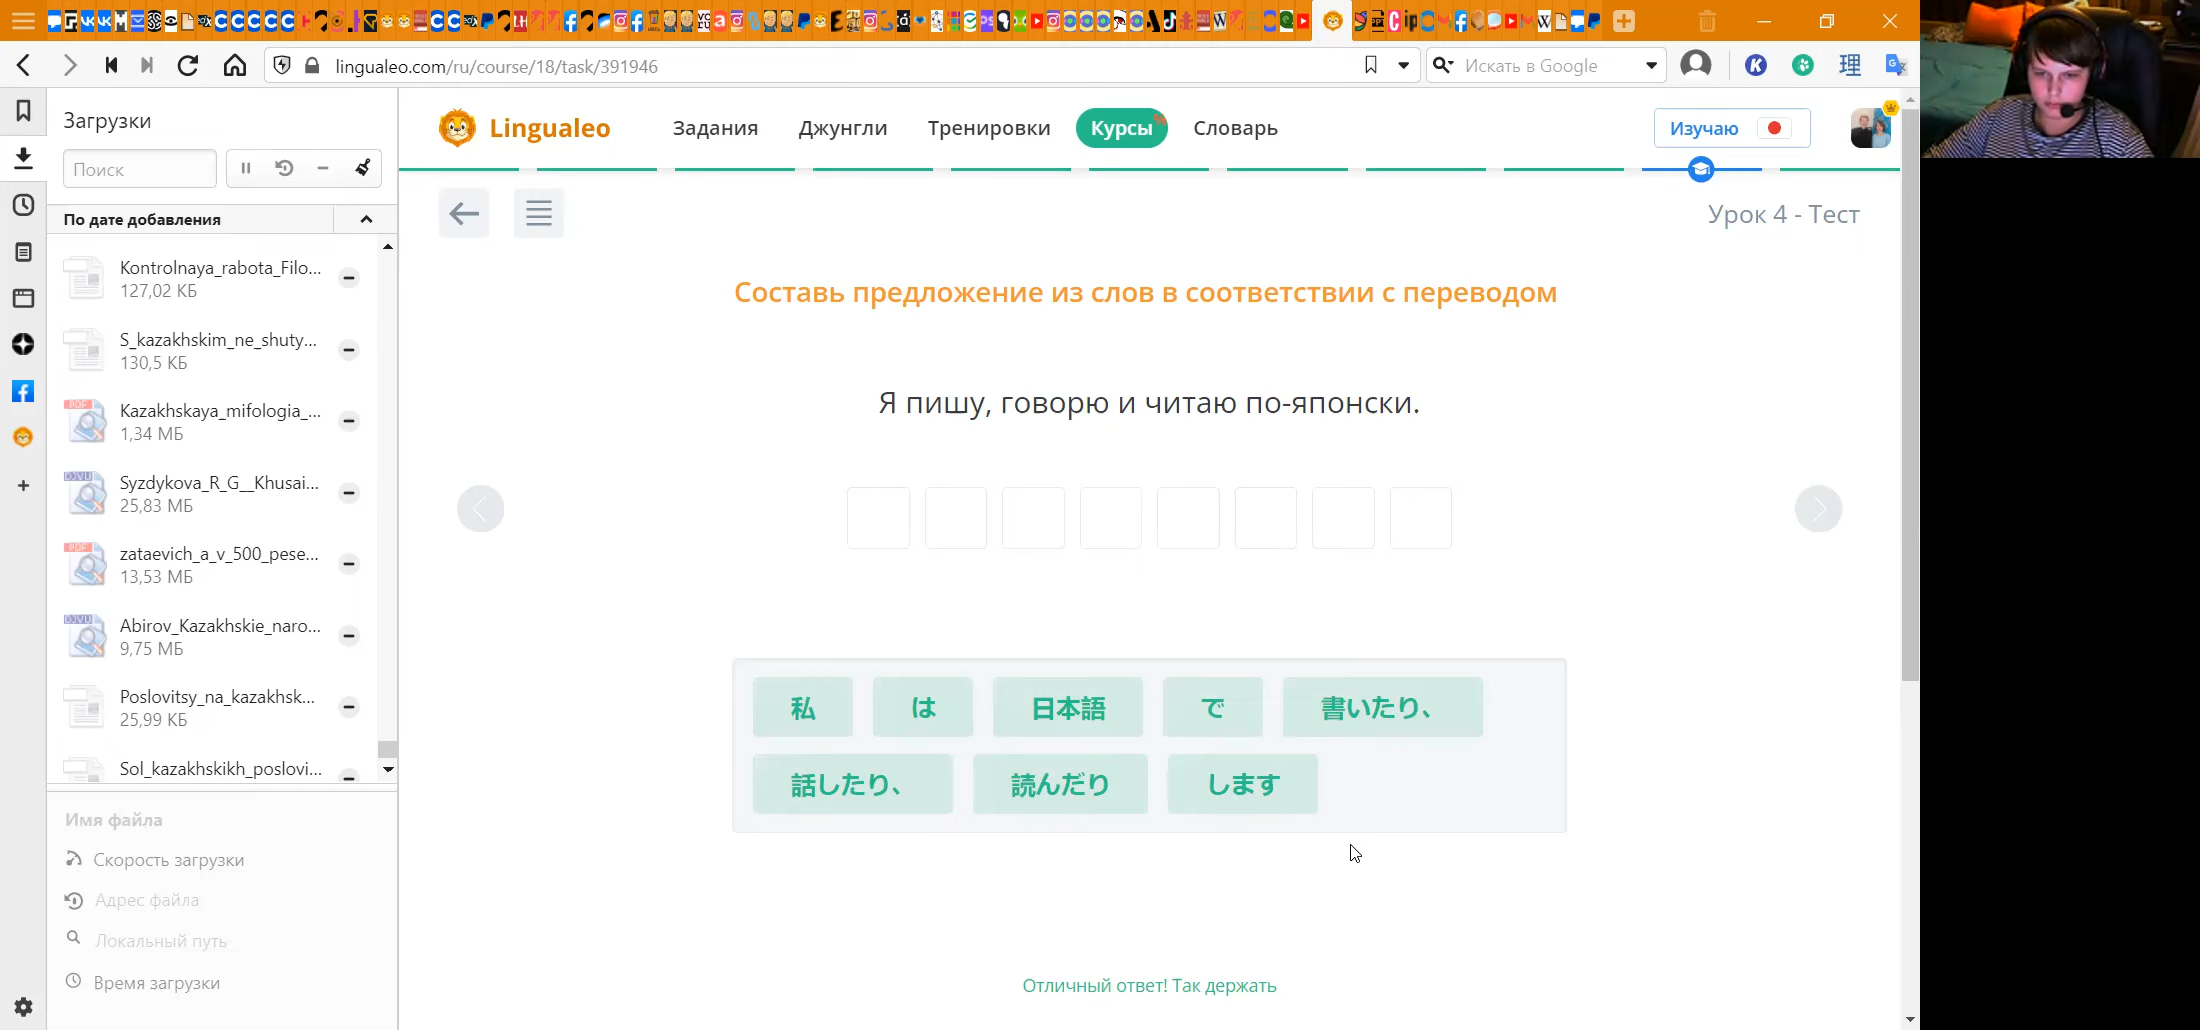 lingualeo.com/ru/course/18/task/391946
Искать в Google
Загрузки
Поиск
По дате добавления
Kontrolnaya_rabota_Filo...
127,02 КБ
S_kazakhskim_ne_shuty...
130,5 КБ
Kazakhskaya_mifologia_...
1,34 МБ
Syzdykova_R_G__Khusai...
25,83 МБ
zataevich_a_v_500_pese...
13,53 МБ
Abirov_Kazakhskie_naro...
9,75 МБ
Poslovitsy_na_kazakhsk...
25,99 КБ
Sol_kazakhskikh_poslovi...
Имя файла
Скорость загрузки
Адрес файла
Локальный путь
Время загрузки
Lingualeo
Задания Джунгли Тренировки Курсы Словарь
Изучаю
Урок 4 - Тест
Составь предложение из слов в соответствии с переводом
Я пишу, говорю и читаю по-японски.
私 は 日本語 で 書いたり、
話したり、 読んだり します
Отличный ответ! Так держать